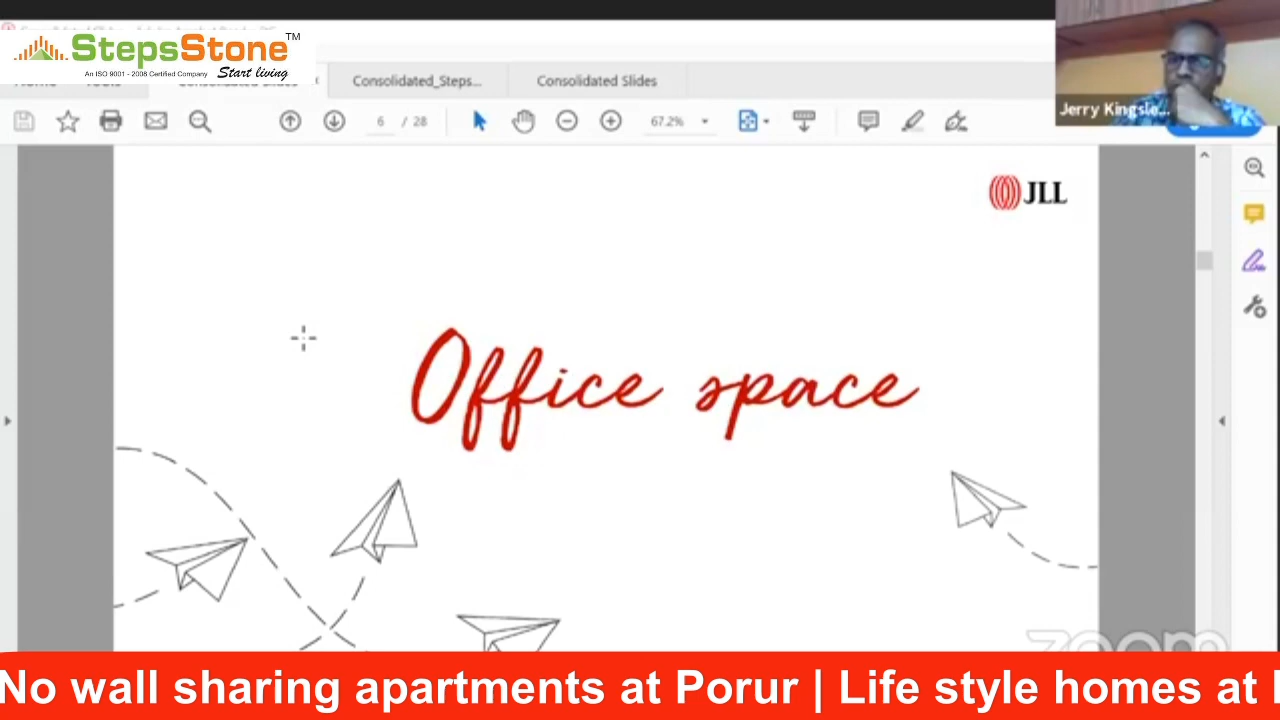 StepsStone™
An ISO 9001 - 2008 Certified Company Start living
Consolidated_Steps...
Consolidated Slides
6 / 28
67.2%
Jerry Kingsle...
JLL
Office space
zoom
No wall sharing apartments at Porur | Life style homes at